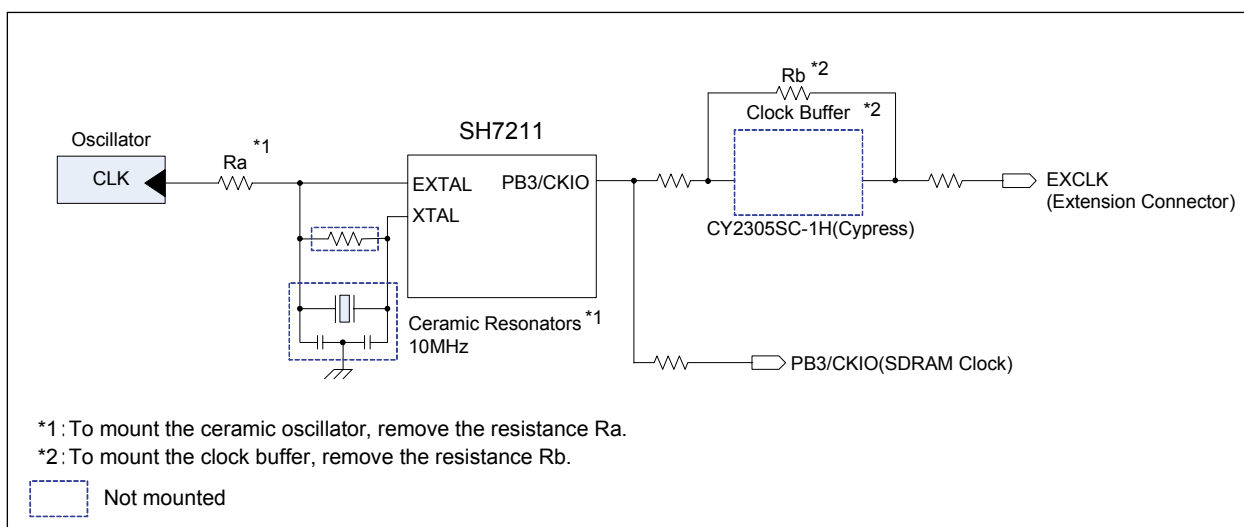 Rb *2
Clock Buffer *2
SH7211
Oscillator
Ra *1
CLK
EXTAL
PB3/CKIO
XTAL
EXCLK
(Extension Connector)
CY2305SC-1H(Cypress)
Ceramic Resonators *1
10MHz
PB3/CKIO(SDRAM Clock)
*1:To mount the ceramic oscillator, remove the resistance Ra.
*2:To mount the clock buffer, remove the resistance Rb.
Not mounted